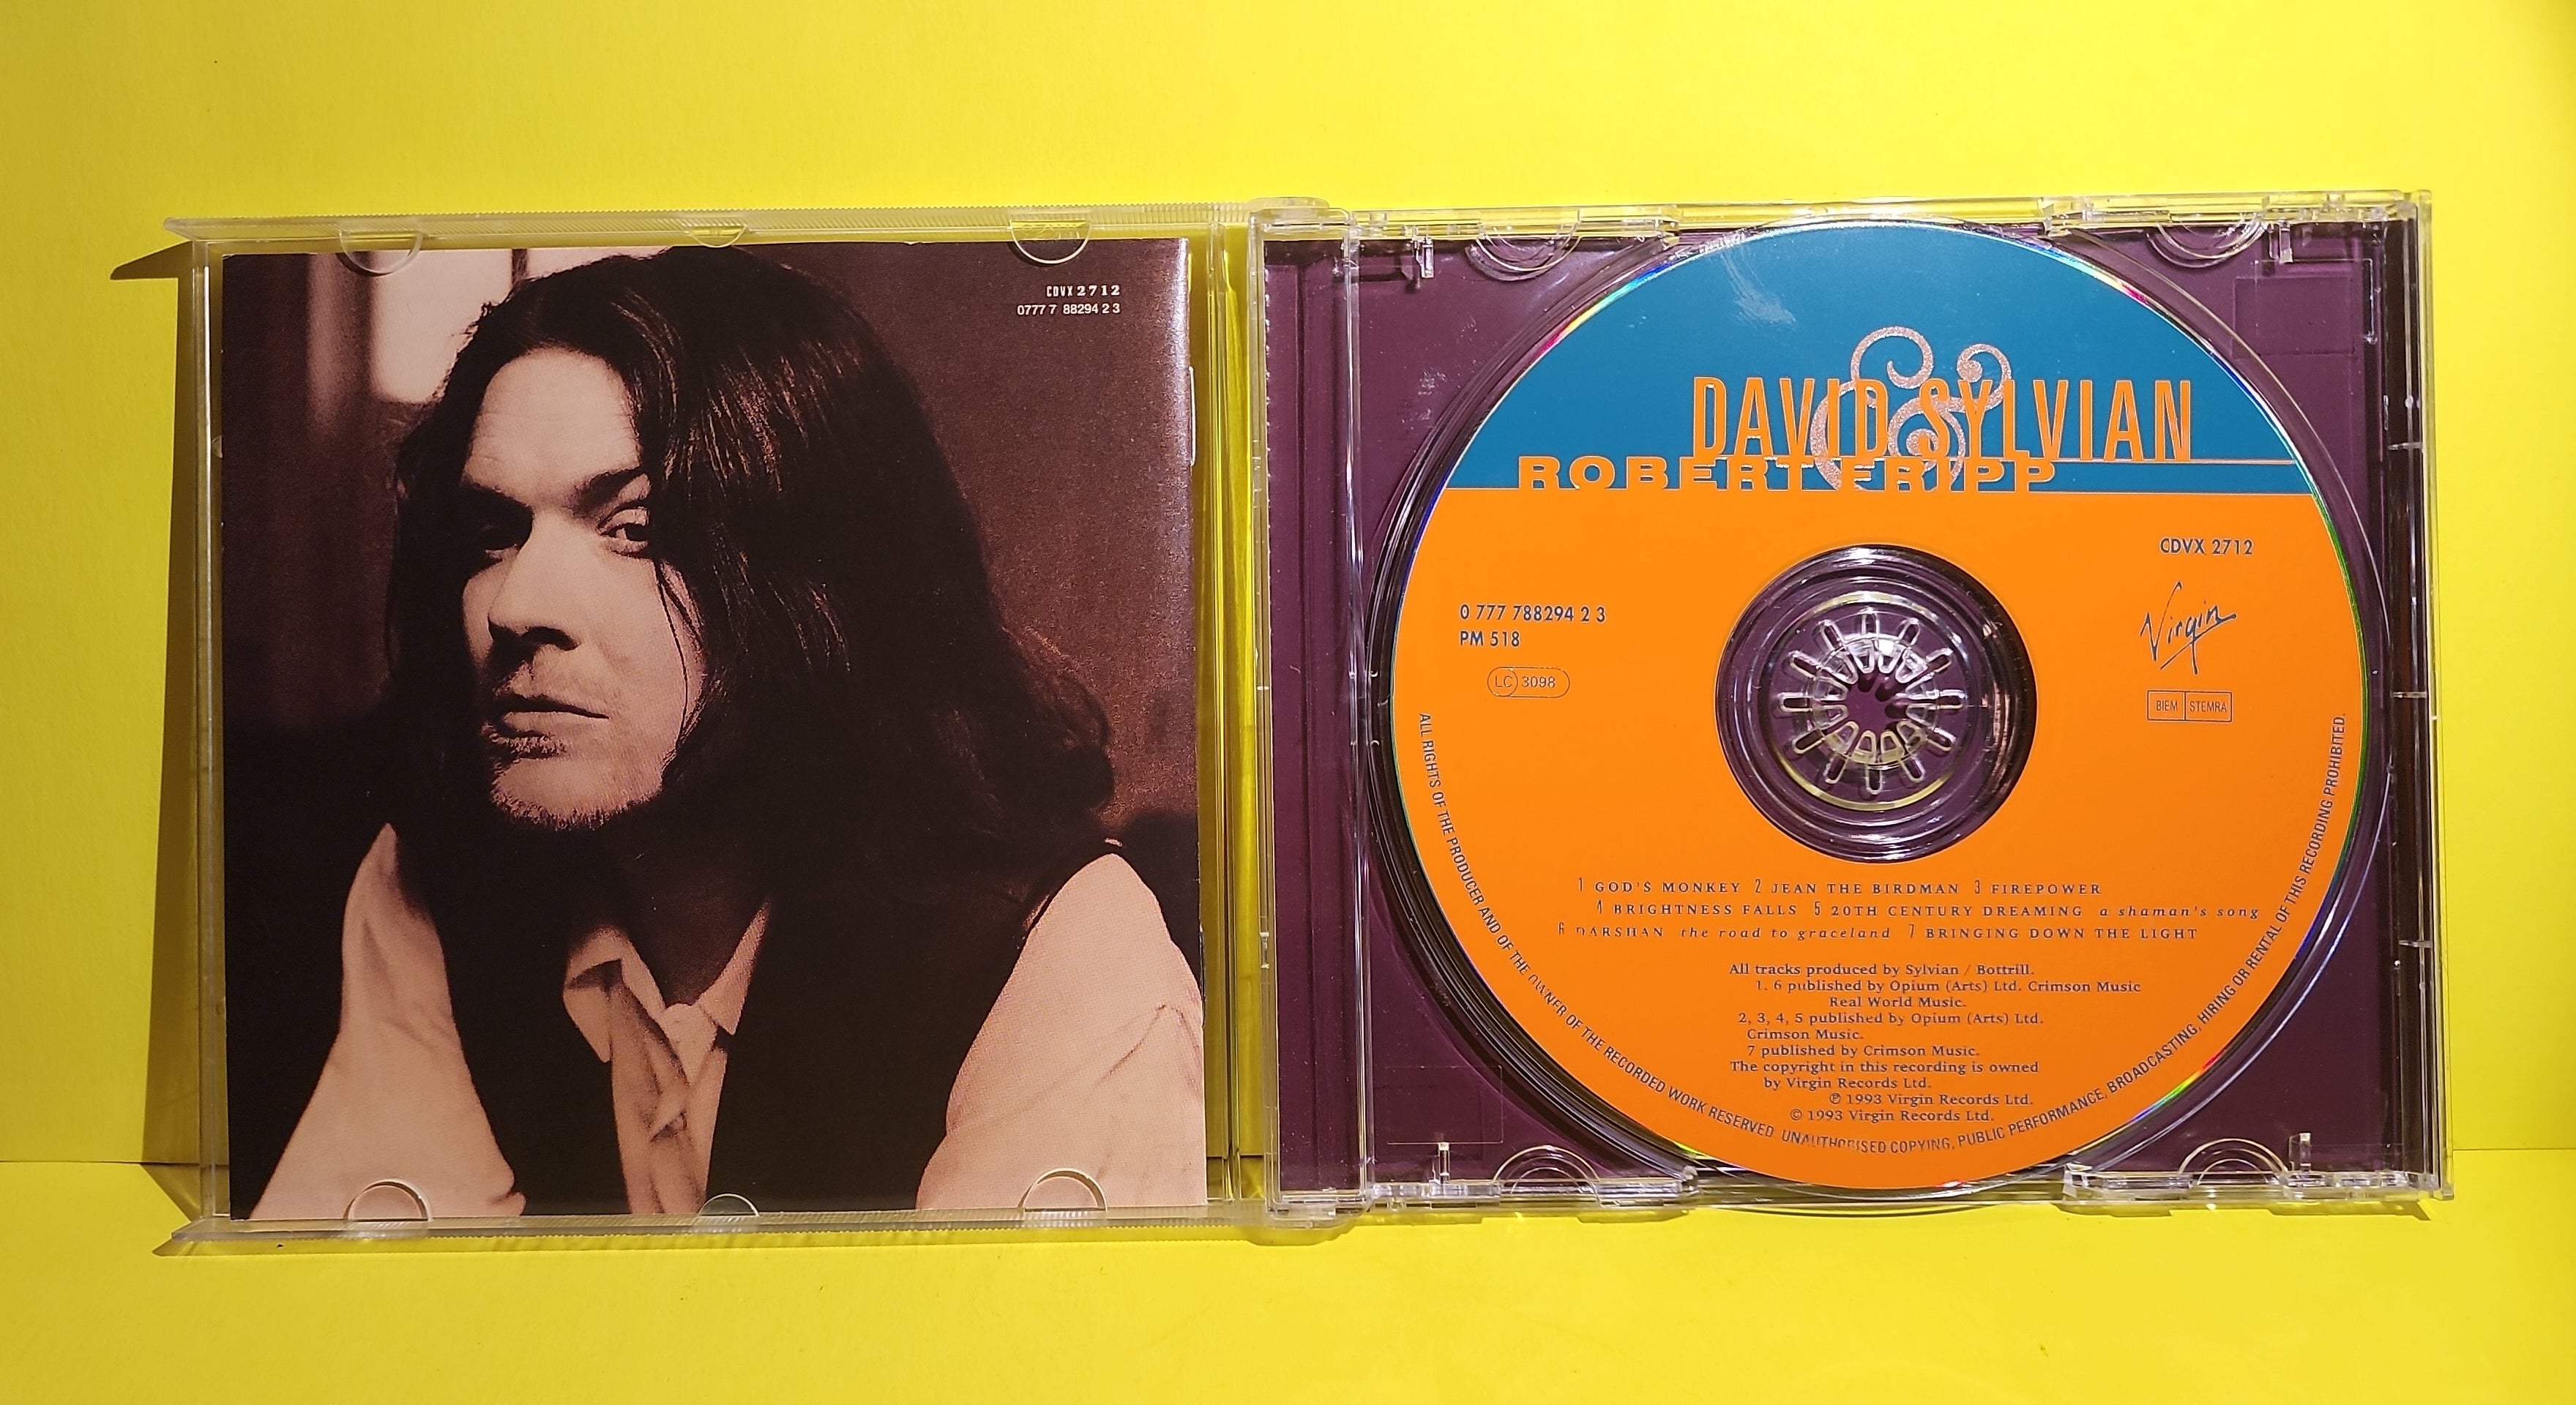 CDVX 2712
0777 7 88294 2 3
DAVID SYLVIAN
&
ROBERT FRIPP
CDVX 2712
0 777 788294 2 3
PM 518
LC 3098
Virgin
BIEM STEMRA
1 GOD'S MONKEY 2 JEAN THE BIRDMAN 3 FIREPOWER
4 BRIGHTNESS FALLS 5 20TH CENTURY DREAMING a shaman's song
6 DARSHAN the road to graceland 7 BRINGING DOWN THE LIGHT
All tracks produced by Sylvian / Bottrill.
1. 6 published by Opium (Arts) Ltd. Crimson Music
Real World Music.
2, 3, 4, 5 published by Opium (Arts) Ltd.
Crimson Music.
7 published by Crimson Music.
The copyright in this recording is owned
by Virgin Records Ltd.
℗ 1993 Virgin Records Ltd.
© 1993 Virgin Records Ltd.
ALL RIGHTS OF THE PRODUCER AND OF THE OWNER OF THE RECORDED WORK RESERVED. UNAUTHORISED COPYING, PUBLIC PERFORMANCE, BROADCASTING, HIRING OR RENTAL OF THIS RECORDING PROHIBITED.